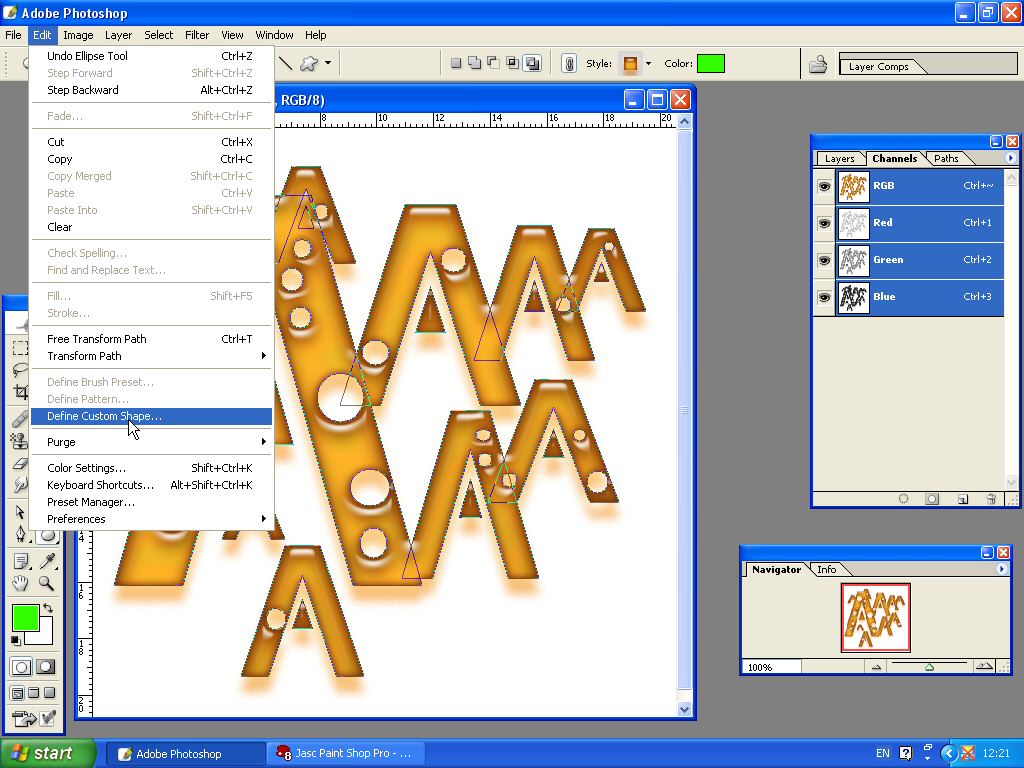 Adobe Photoshop
File Edit Image Layer Select Filter View Window Help
Style: Color: Layer Comps
Undo Ellipse Tool Ctrl+Z
Step Forward Shift+Ctrl+Z
Step Backward Alt+Ctrl+Z
Fade... Shift+Ctrl+F
Cut Ctrl+X
Copy Ctrl+C
Copy Merged Shift+Ctrl+C
Paste Ctrl+V
Paste Into Shift+Ctrl+V
Clear
Check Spelling...
Find and Replace Text...
Fill... Shift+F5
Stroke...
Free Transform Path Ctrl+T
Transform Path
Define Brush Preset...
Define Pattern...
Define Custom Shape...
Purge
Color Settings... Shift+Ctrl+K
Keyboard Shortcuts... Alt+Shift+Ctrl+K
Preset Manager...
Preferences
, RGB/8)
8 10 12 14 16 18 20
A A A A A A A A
14
16
18
20
Layers Channels Paths
RGB Ctrl+~
Red Ctrl+1
Green Ctrl+2
Blue Ctrl+3
Navigator Info
100%
start Adobe Photoshop 8 Jasc Paint Shop Pro - ... EN ? 12:21